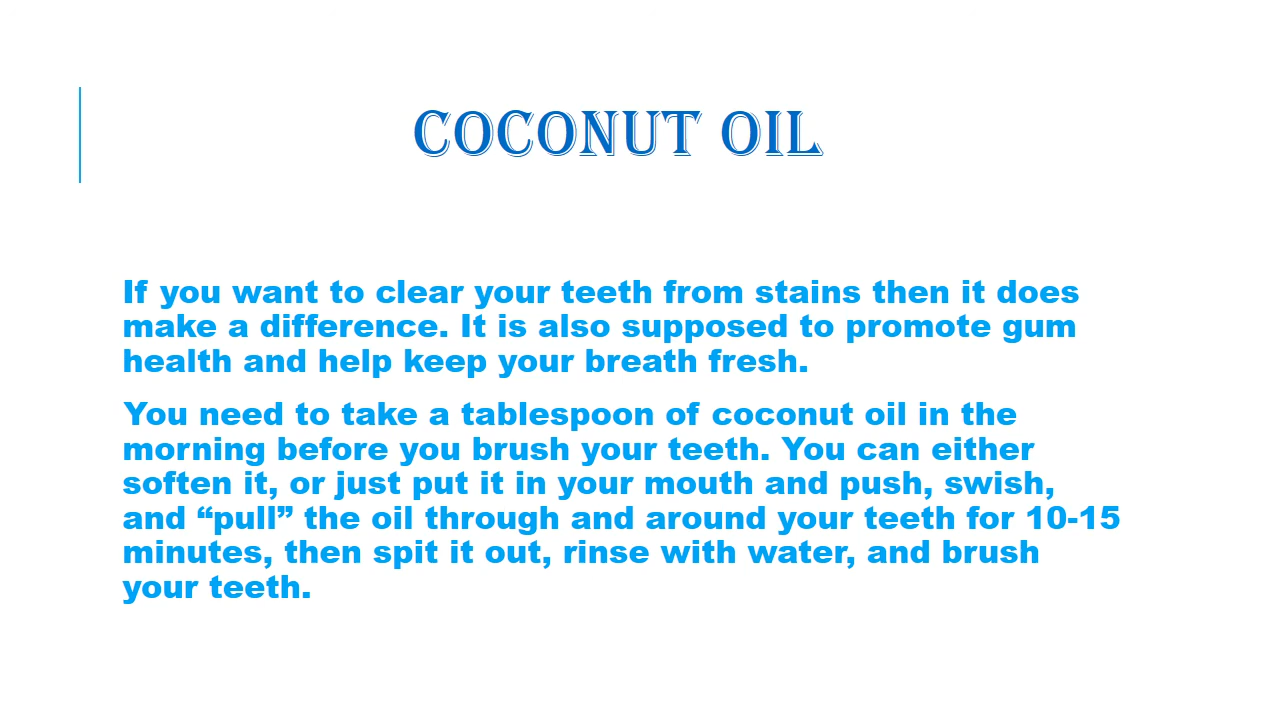 COCONUT OIL
If you want to clear your teeth from stains then it does
make a difference. It is also supposed to promote gum
health and help keep your breath fresh.
You need to take a tablespoon of coconut oil in the
morning before you brush your teeth. You can either
soften it, or just put it in your mouth and push, swish,
and “pull” the oil through and around your teeth for 10-15
minutes, then spit it out, rinse with water, and brush
your teeth.